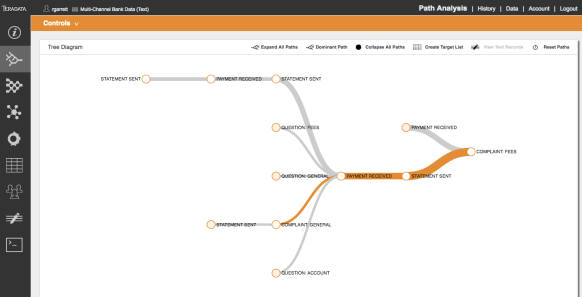 TERADATA. rgarrett Multi-Channel Bank Data (Text) Path Analysis | History | Data | Account | Logout
Controls
Tree Diagram Expand All Paths Dominant Path Collapse All Paths Create Target List View Text Records Reset Paths
STATEMENT SENT PAYMENT RECEIVED STATEMENT SENT
QUESTION: FEES PAYMENT RECEIVED
COMPLAINT: FEES
QUESTION: GENERAL PAYMENT RECEIVED STATEMENT SENT
STATEMENT SENT COMPLAINT: GENERAL
QUESTION: ACCOUNT